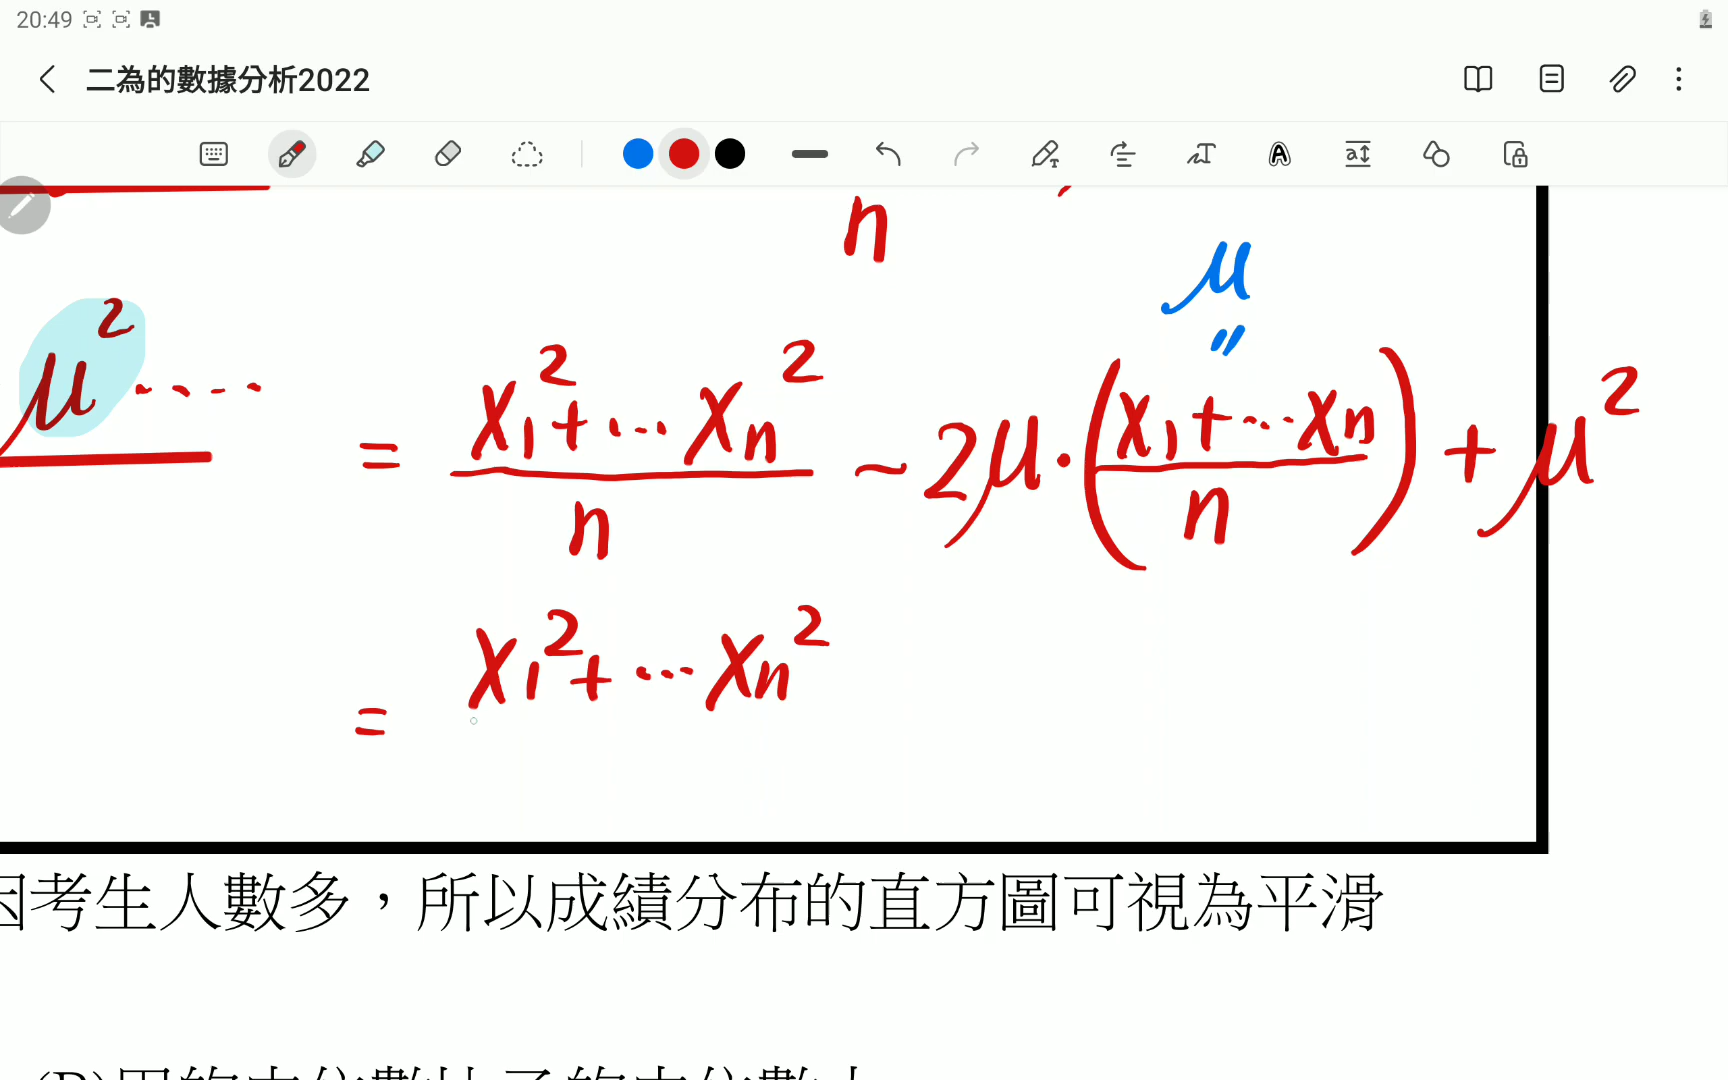 20:49
二為的數據分析2022
n
μ
〃
μ² ....
= (x₁² + ... xₙ²)/n - 2μ · ((x₁ + ... xₙ)/n) + μ²
= x₁² + ... xₙ²
因考生人數多，所以成績分布的直方圖可視為平滑